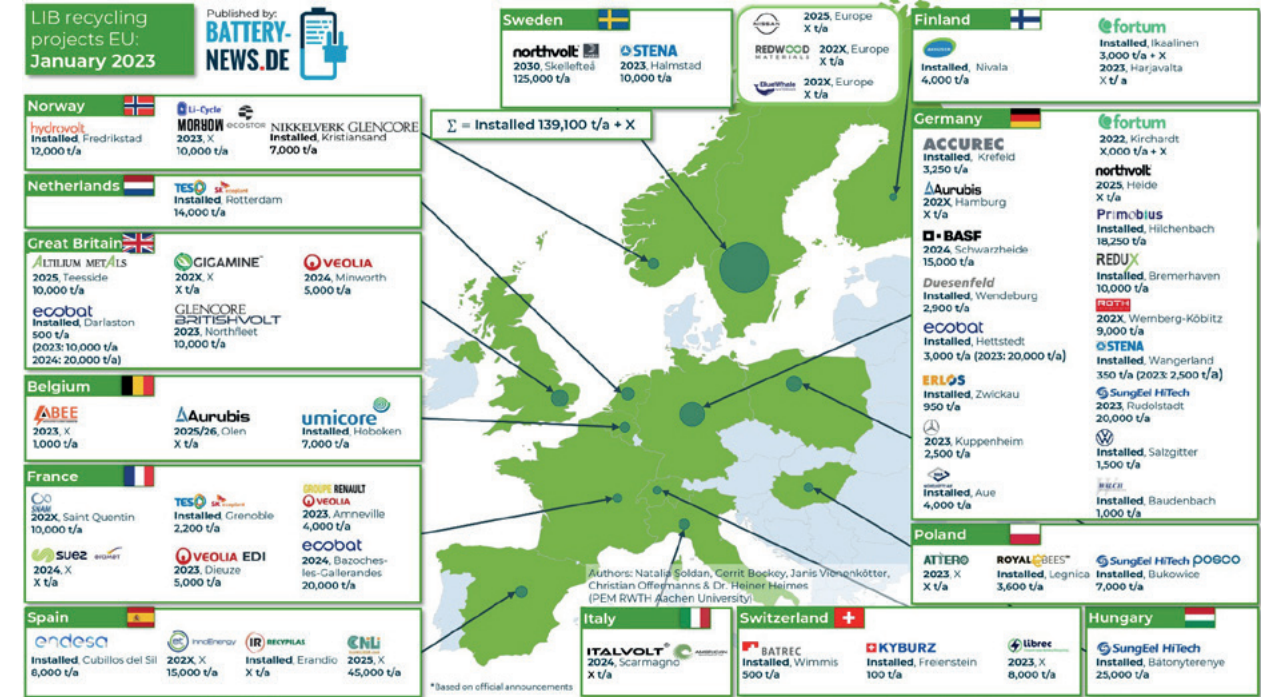 LIB recycling
projects EU:
January 2023
Published by:
BATTERY-
NEWS.DE
Sweden
northvolt
2030, Skellefteå
125,000 t/a
STENA
2023, Halmstad
10,000 t/a
NISSAN
2025, Europe
X t/a
REDWOOD
MATERIALS
202X, Europe
X t/a
BlueWhale
202X, Europe
X t/a
Finland
Installed, Nivala
4,000 t/a
fortum
Installed, Ikaalinen
3,000 t/a + X
2023, Harjavalta
X t/ a
Norway
hydrovolt
Installed, Fredrikstad
12,000 t/a
Li-Cycle
MORROW ECOSTOR
2023, X
10,000 t/a
NIKKELVERK GLENCORE
Installed, Kristiansand
7,000 t/a
Σ = Installed 139,100 t/a + X
Netherlands
TES SK
Installed, Rotterdam
14,000 t/a
Great Britain
ALTILIUM METALS
2025, Teesside
10,000 t/a
GIGAMINE
202X, X
X t/a
VEOLIA
2024, Minworth
5,000 t/a
ecobat
Installed, Darlaston
500 t/a
(2023: 10,000 t/a
2024: 20,000 t/a)
GLENCORE
BRITISHVOLT
2023, Northfleet
10,000 t/a
Belgium
ABEE
2023, X
1,000 t/a
Aurubis
2025/26, Olen
X t/a
umicore
Installed, Hoboken
7,000 t/a
France
SNAM
202X, Saint Quentin
10,000 t/a
TES SK
Installed, Grenoble
2,200 t/a
GROUPE RENAULT
VEOLIA
2023, Amneville
4,000 t/a
suez eramet
2024, X
X t/a
VEOLIA EDI
2023, Dieuze
5,000 t/a
ecobat
2024, Bazoches-
les-Gallerandes
20,000 t/a
Spain
endesa
Installed, Cubillos del Sil
8,000 t/a
InnoEnergy
202X, X
15,000 t/a
IR RECYPILAS
Installed, Erandio
X t/a
2025, X
45,000 t/a
Germany
ACCUREC
Installed, Krefeld
3,250 t/a
Aurubis
202X, Hamburg
X t/a
BASF
2024, Schwarzheide
15,000 t/a
Duesenfeld
Installed, Wendeburg
2,900 t/a
ecobat
Installed, Hettstedt
3,000 t/a (2023: 20,000 t/a)
ERLOS
Installed, Zwickau
950 t/a
2023, Kuppenheim
2,500 t/a
Installed, Aue
4,000 t/a
fortum
2022, Kirchardt
X,000 t/a + X
northvolt
2025, Heide
X t/a
Primobius
Installed, Hilchenbach
18,250 t/a
REDUX
Installed, Bremerhaven
10,000 t/a
ROTH
202X, Wernberg-Köblitz
9,000 t/a
STENA
Installed, Wangerland
350 t/a (2023: 2,500 t/a)
SungEel HiTech
2023, Rudolstadt
20,000 t/a
Installed, Salzgitter
1,500 t/a
Installed, Baudenbach
1,000 t/a
Poland
ATTERO
2023, X
X t/a
ROYAL BEES
Installed, Legnica
3,600 t/a
SungEel HiTech posco
Installed, Bukowice
7,000 t/a
Authors: Natalia Soldan, Gerrit Bockey, Janis Vienenkötter,
Christian Offermanns & Dr. Heiner Heimes
(PEM RWTH Aachen University)
Italy
ITALVOLT
2024, Scarmagno
X t/a
Switzerland
BATREC
Installed, Wimmis
500 t/a
KYBURZ
Installed, Freienstein
100 t/a
librec
2023, X
8,000 t/a
Hungary
SungEel HiTech
Installed, Bátonyterenye
25,000 t/a
*Based on official announcements